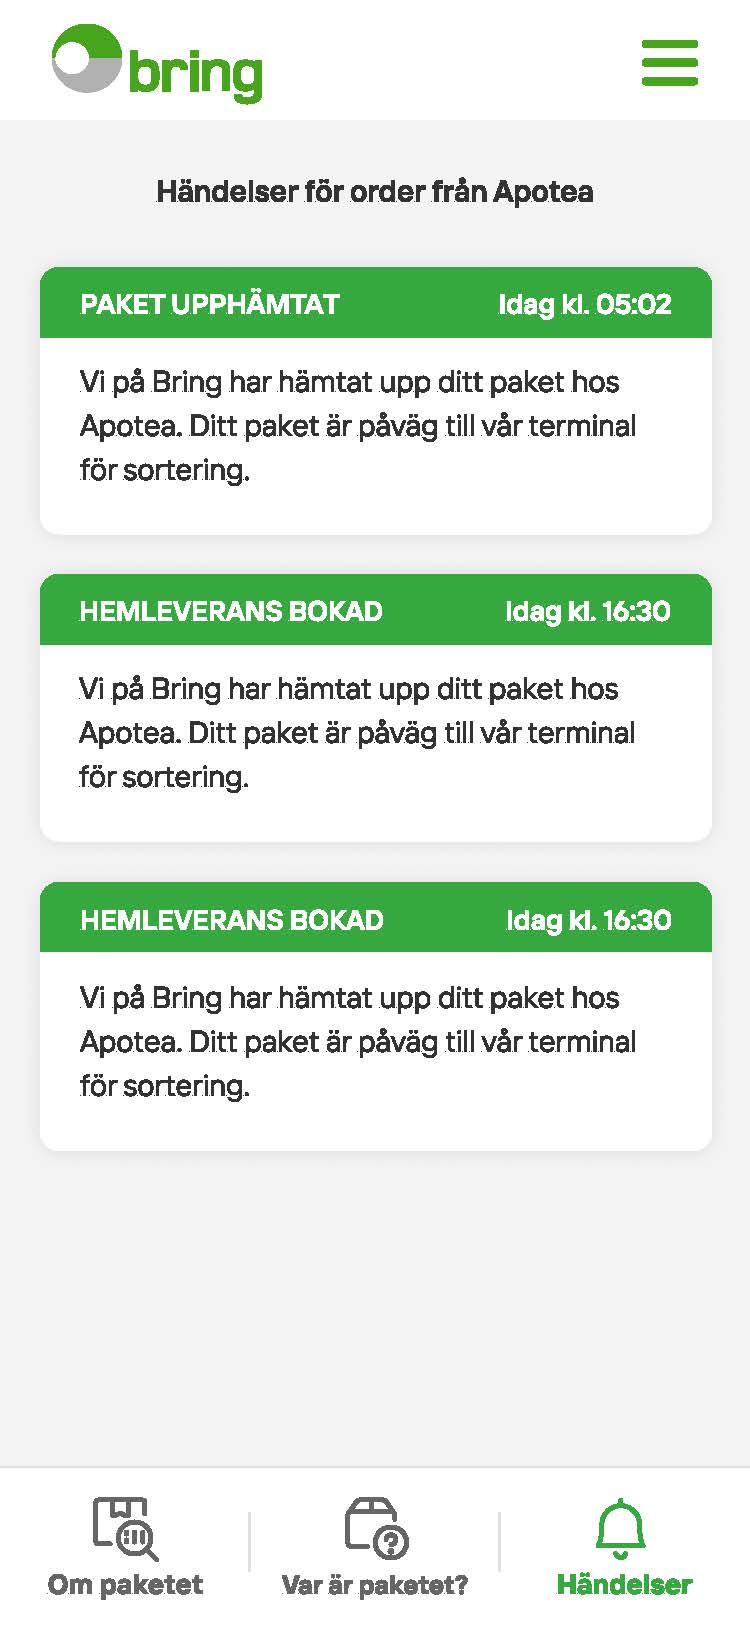 bring
Händelser för order från Apotea
PAKET UPPHÄMTAT Idag kl. 05:02
Vi på Bring har hämtat upp ditt paket hos
Apotea. Ditt paket är påväg till vår terminal
för sortering.
HEMLEVERANS BOKAD Idag kl. 16:30
Vi på Bring har hämtat upp ditt paket hos
Apotea. Ditt paket är påväg till vår terminal
för sortering.
HEMLEVERANS BOKAD Idag kl. 16:30
Vi på Bring har hämtat upp ditt paket hos
Apotea. Ditt paket är påväg till vår terminal
för sortering.
Om paketet Var är paketet? Händelser